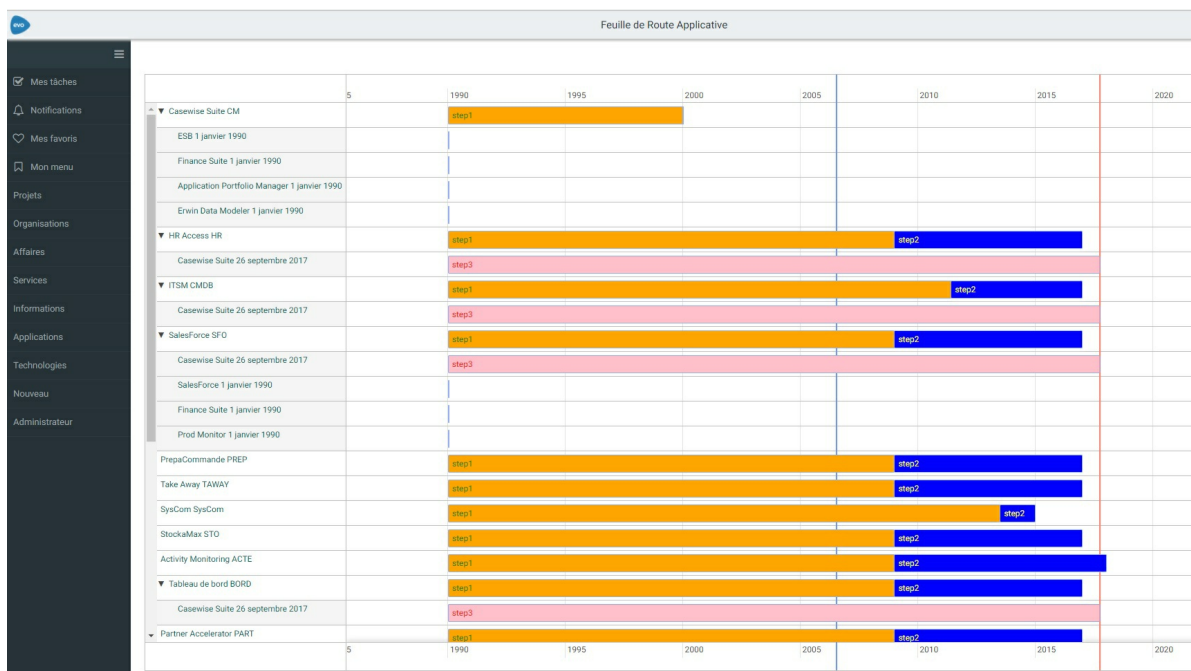 evo
Feuille de Route Applicative
Mes tâches
Notifications
Mes favoris
Mon menu
Projets
Organisations
Affaires
Services
Informations
Applications
Technologies
Nouveau
Administrateur
5 1990 1995 2000 2005 2010 2015 2020
Casewise Suite CM step1
ESB 1 janvier 1990
Finance Suite 1 janvier 1990
Application Portfolio Manager 1 janvier 1990
Erwin Data Modeler 1 janvier 1990
HR Access HR step1 step2
Casewise Suite 26 septembre 2017 step3
ITSM CMDB step1 step2
Casewise Suite 26 septembre 2017 step3
SalesForce SFO step1 step2
Casewise Suite 26 septembre 2017 step3
SalesForce 1 janvier 1990
Finance Suite 1 janvier 1990
Prod Monitor 1 janvier 1990
PrepaCommande PREP step1 step2
Take Away TAWAY step1 step2
SysCom SysCom step1 step2
StockaMax STO step1 step2
Activity Monitoring ACTE step1 step2
Tableau de bord BORD step1 step2
Casewise Suite 26 septembre 2017 step3
Partner Accelerator PART step1 step2
5 1990 1995 2000 2005 2010 2015 2020